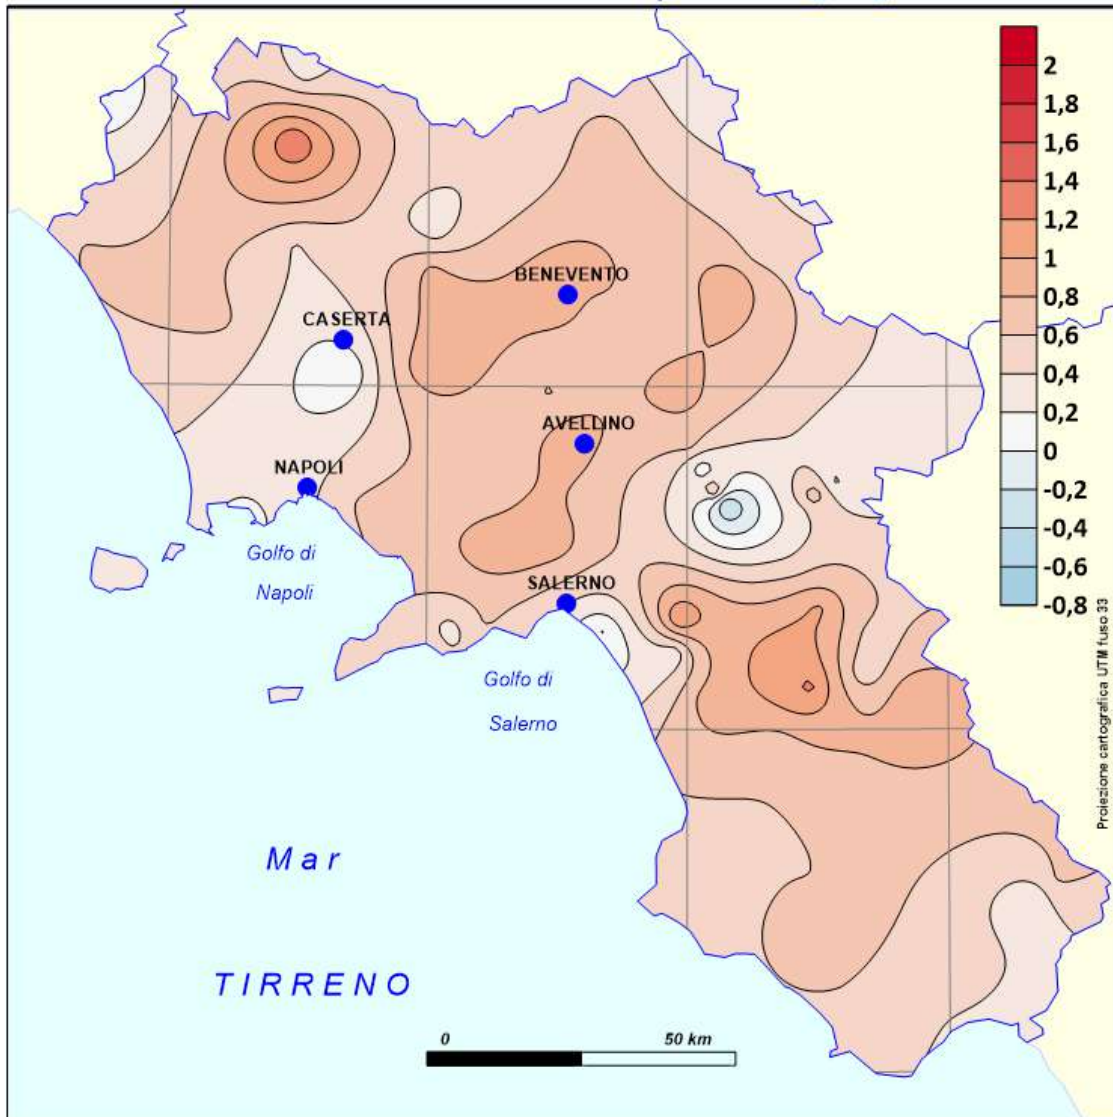 2
1,8
1,6
1,4
1,2
1
0,8
0,6
0,4
0,2
0
-0,2
-0,4
-0,6
-0,8
BENEVENTO
CASERTA
AVELLINO
NAPOLI
SALERNO
Golfo di
Napoli
Golfo di
Salerno
Mar
TIRRENO
0
50 km
Proiezione cartografica UTM fuso 33